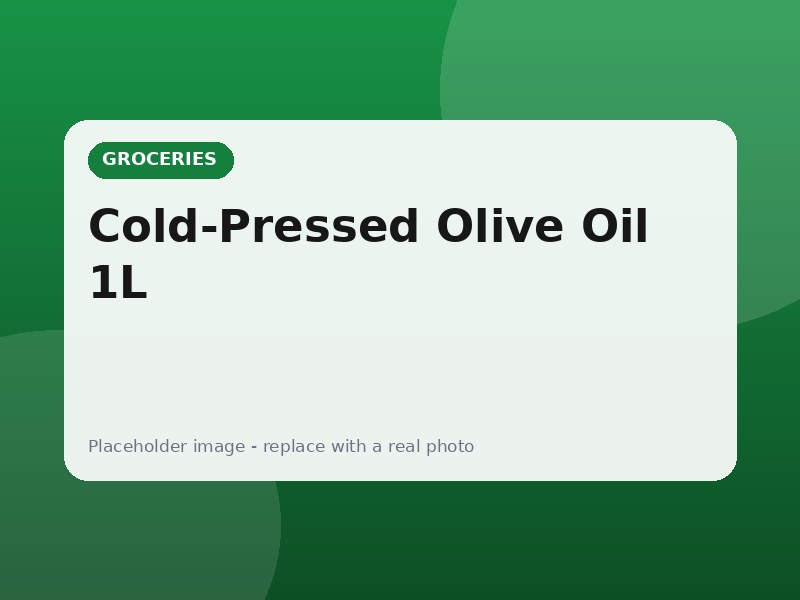 GROCERIES
Cold-Pressed Olive Oil
1L
Placeholder image - replace with a real photo